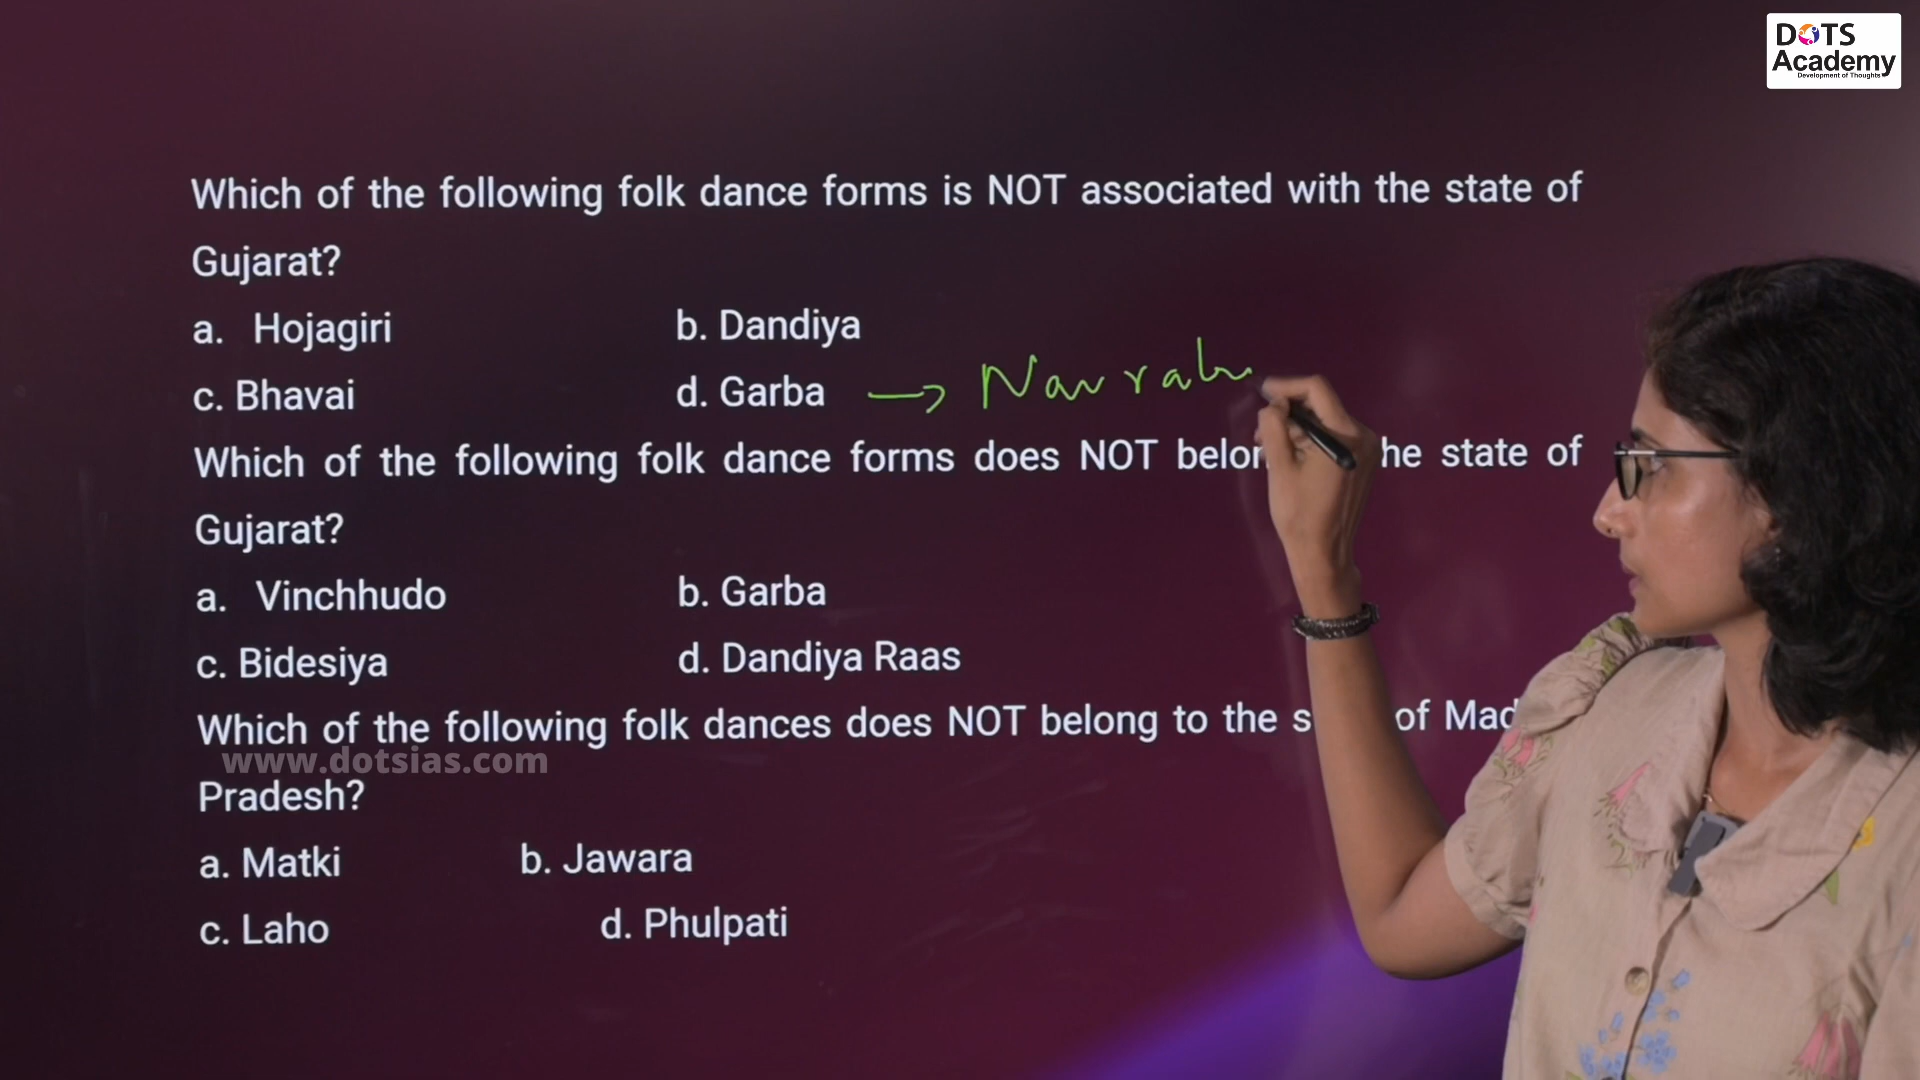 DOTS
Academy
Development of Thoughts
Which of the following folk dance forms is NOT associated with the state of
Gujarat?
a. Hojagiri b. Dandiya
c. Bhavai d. Garba → Navrat
Which of the following folk dance forms does NOT belon he state of
Gujarat?
a. Vinchhudo b. Garba
c. Bidesiya d. Dandiya Raas
Which of the following folk dances does NOT belong to the s of Mad
www.dotsias.com
Pradesh?
a. Matki b. Jawara
c. Laho d. Phulpati